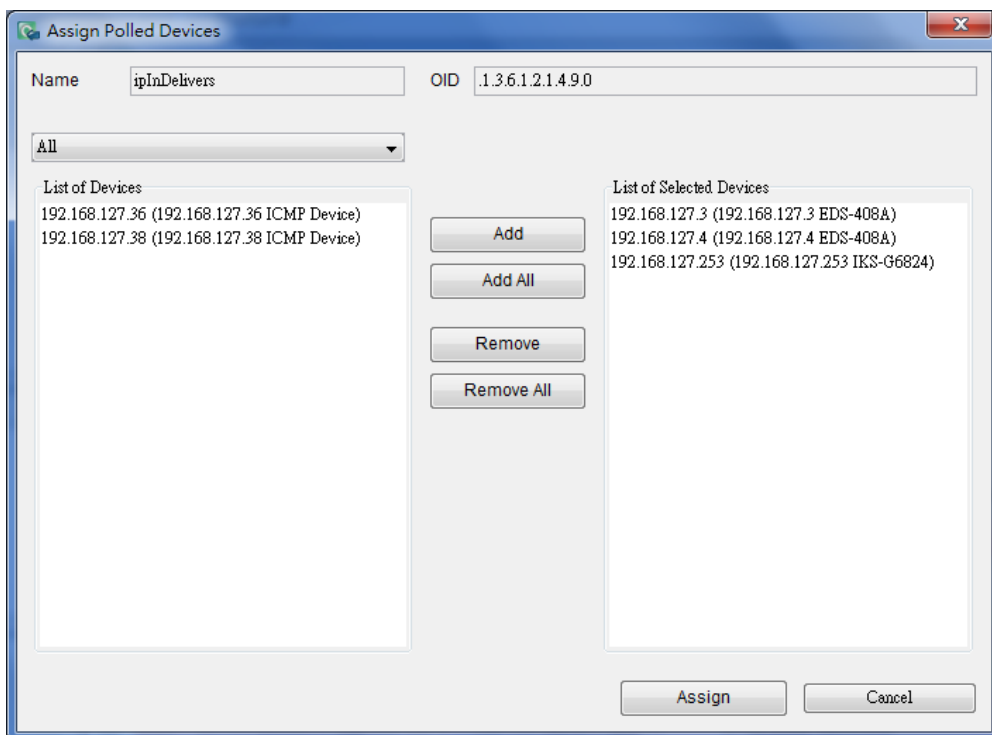 Assign Polled Devices
Name ipInDelivers OID .1.3.6.1.2.1.4.9.0
All
List of Devices
192.168.127.36 (192.168.127.36 ICMP Device)
192.168.127.38 (192.168.127.38 ICMP Device)
Add
Add All
Remove
Remove All
List of Selected Devices
192.168.127.3 (192.168.127.3 EDS-408A)
192.168.127.4 (192.168.127.4 EDS-408A)
192.168.127.253 (192.168.127.253 IKS-G6824)
Assign Cancel